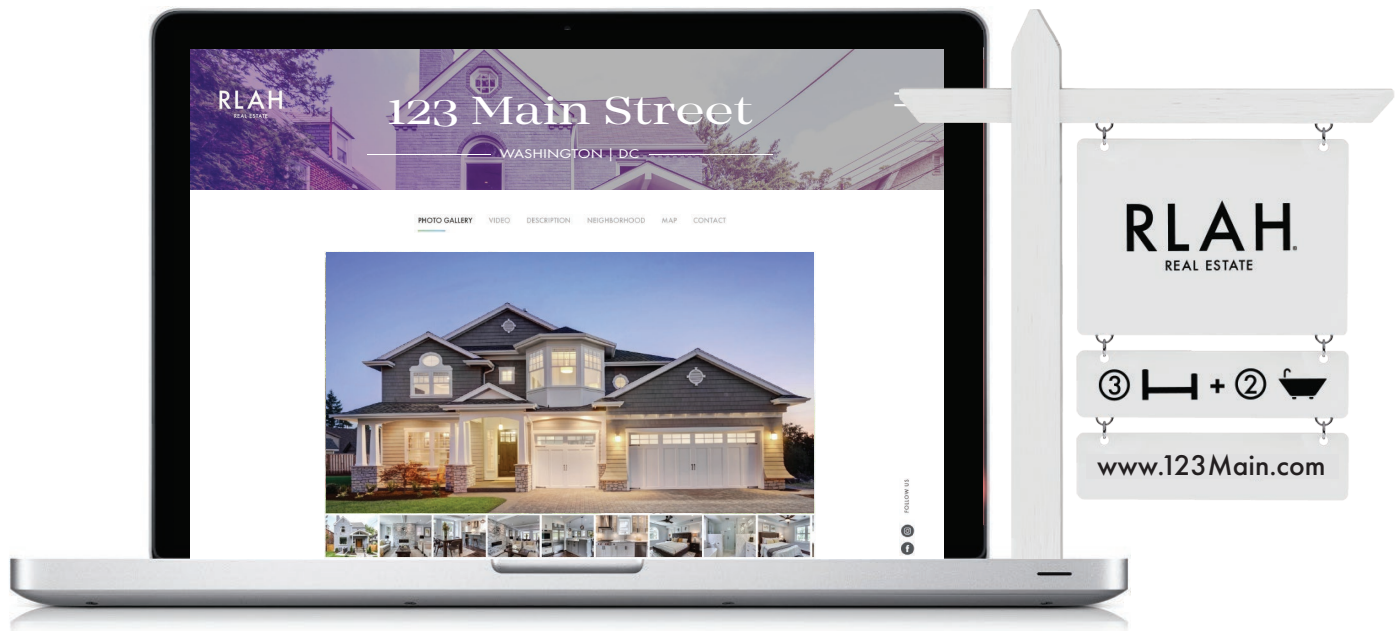 RLAH
REAL ESTATE
123 Main Street
WASHINGTON | DC
PHOTO GALLERY VIDEO DESCRIPTION NEIGHBORHOOD MAP CONTACT
FOLLOW US
f
RLAH®
REAL ESTATE
3 + 2
www.123Main.com